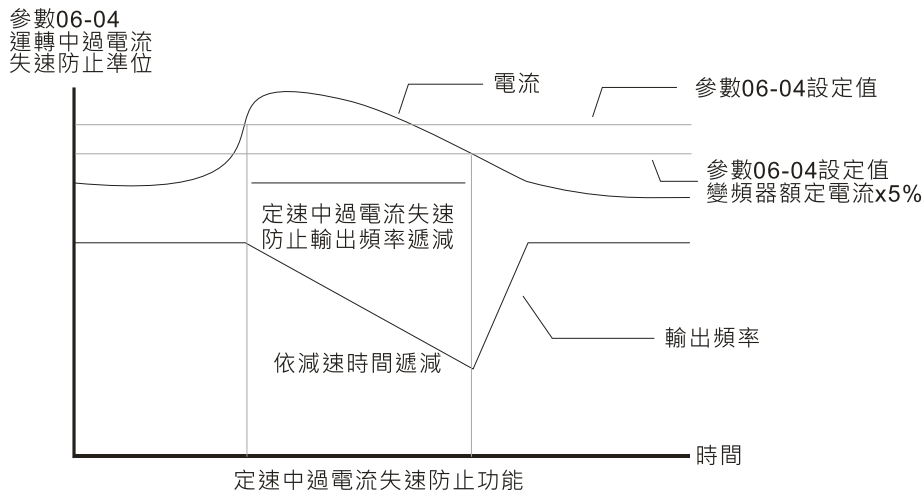 參數06-04
運轉中過電流
失速防止準位
電流
參數06-04設定值
參數06-04設定值
變頻器額定電流x5%
定速中過電流失速
防止輸出頻率遞減
依減速時間遞減
輸出頻率
時間
定速中過電流失速防止功能